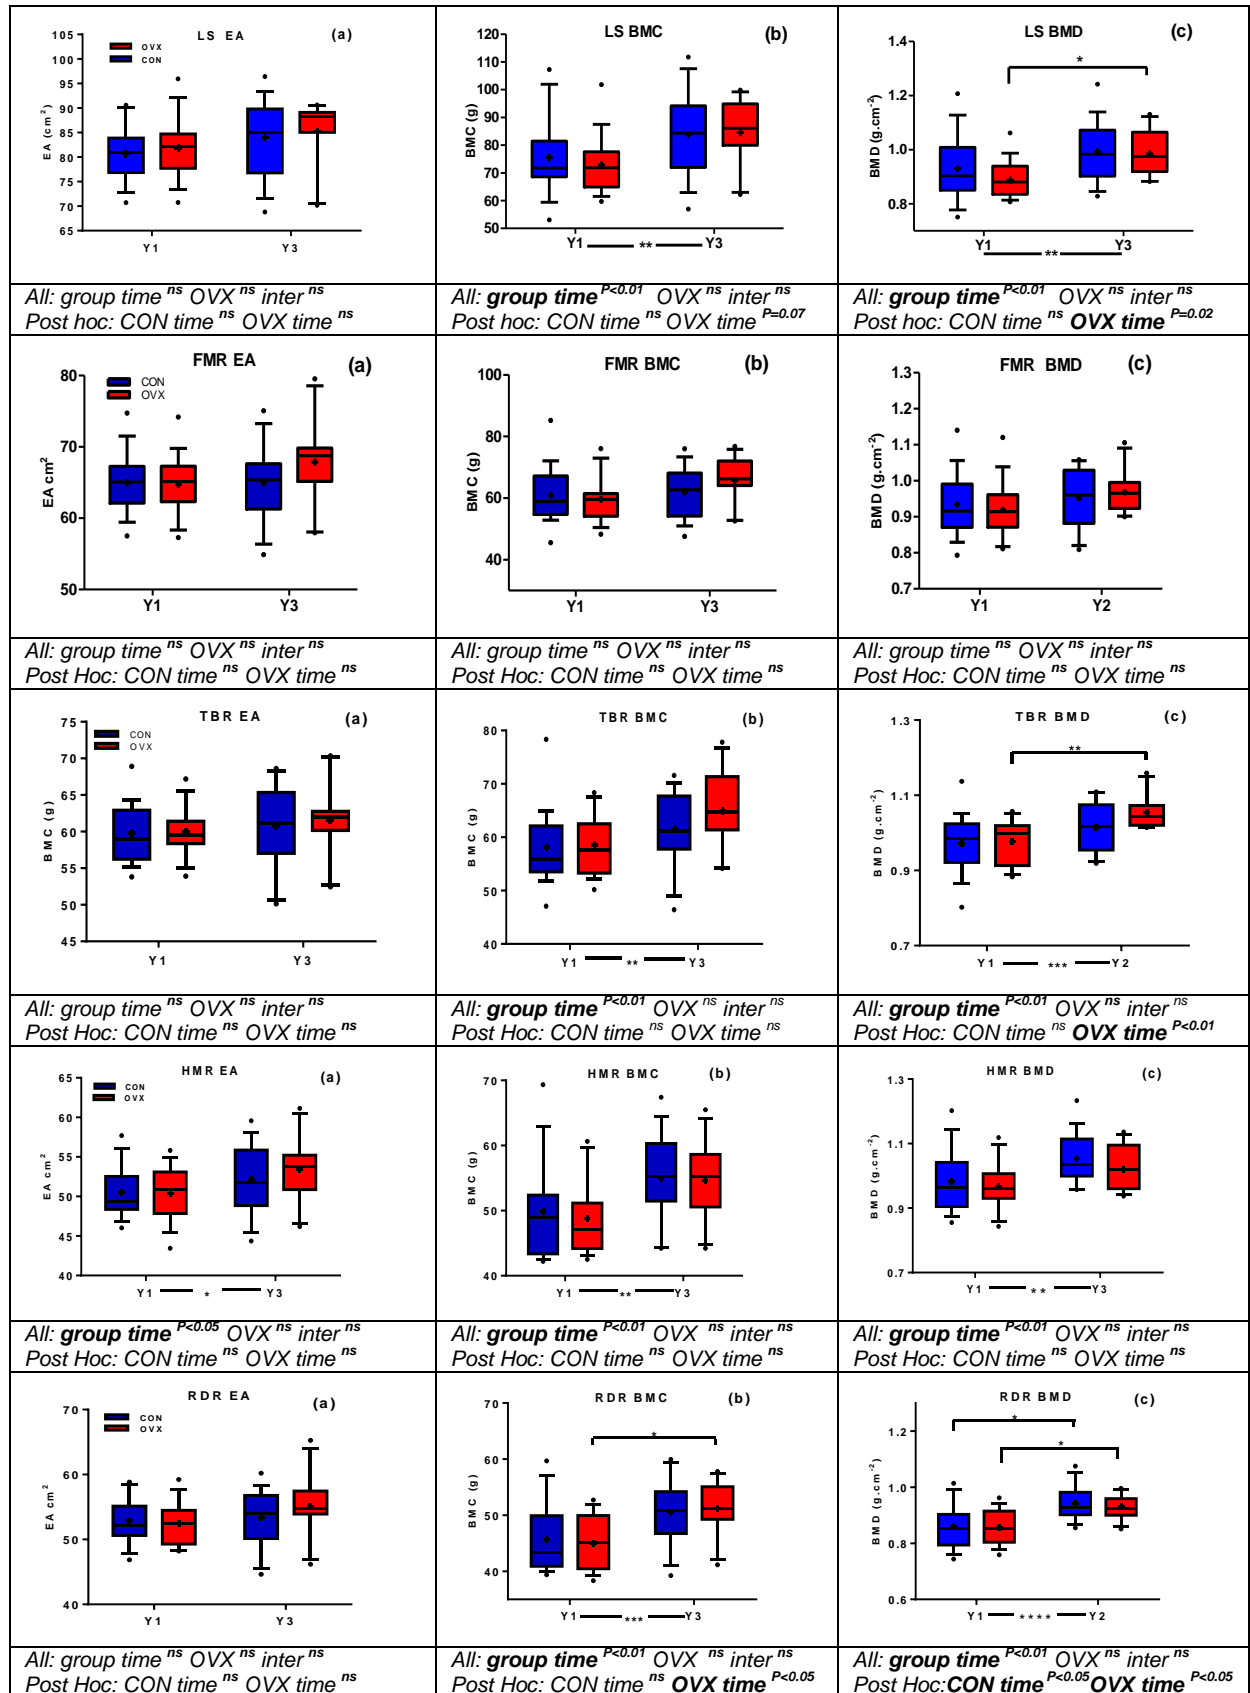 LS EA (a)
OVX
CON
EA (cm²)
105
100
95
90
85
80
75
70
65
Y1 Y3
All: group time ns OVX ns inter ns
Post hoc: CON time ns OVX time ns
LS BMC (b)
BMC (g)
120
110
100
90
80
70
60
50
Y1 ** Y3
All: group time P<0.01 OVX ns inter ns
Post hoc: CON time ns OVX time P=0.07
LS BMD (c)
*
BMD (g.cm⁻²)
1.4
1.2
1.0
0.8
Y1 Y3
**
All: group time P<0.01 OVX ns inter ns
Post hoc: CON time ns OVX time P=0.02
FMR EA (a)
CON
OVX
EA cm²
80
70
60
50
Y1 Y3
All: group time ns OVX ns inter ns
Post Hoc: CON time ns OVX time ns
FMR BMC (b)
BMC (g)
100
80
60
40
Y1 Y3
All: group time ns OVX ns inter ns
Post Hoc: CON time ns OVX time ns
FMR BMD (c)
BMD (g.cm⁻²)
1.3
1.2
1.1
1.0
0.9
0.8
0.7
Y1 Y2
All: group time ns OVX ns inter ns
Post Hoc: CON time ns OVX time ns
TBR EA (a)
CON
OVX
BMC (g)
75
70
65
60
55
50
45
Y1 Y3
All: group time ns OVX ns inter ns
Post Hoc: CON time ns OVX time ns
TBR BMC (b)
BMC (g)
80
70
60
50
40
Y1 ** Y3
All: group time P<0.01 OVX ns inter ns
Post Hoc: CON time ns OVX time ns
TBR BMD (c)
**
BMD (g.cm⁻²)
1.3
1.1
0.9
0.7
Y1 *** Y2
All: group time P<0.01 OVX ns inter ns
Post Hoc: CON time ns OVX time P<0.01
HMR EA (a)
CON
OVX
EA cm²
65
60
55
50
45
40
Y1 * Y3
All: group time P<0.05 OVX ns inter ns
Post Hoc: CON time ns OVX time ns
HMR BMC (b)
BMC (g)
70
60
50
40
Y1 ** Y3
All: group time P<0.01 OVX ns inter ns
Post Hoc: CON time ns OVX time ns
HMR BMD (c)
BMD (g.cm⁻²)
1.3
1.1
0.9
0.7
Y1 ** Y3
All: group time P<0.01 OVX ns inter ns
Post Hoc: CON time ns OVX time ns
RDR EA (a)
CON
OVX
EA cm²
70
60
50
40
Y1 Y3
All: group time ns OVX ns inter ns
Post Hoc: CON time ns OVX time ns
RDR BMC (b)
*
BMC (g)
70
60
50
40
Y1 *** Y3
All: group time P<0.01 OVX ns inter ns
Post Hoc: CON time ns OVX time P<0.05
RDR BMD (c)
*
*
BMD (g.cm⁻²)
1.2
1.0
0.8
0.6
Y1 **** Y2
All: group time P<0.01 OVX ns inter ns
Post Hoc:CON time P<0.05 OVX time P<0.05